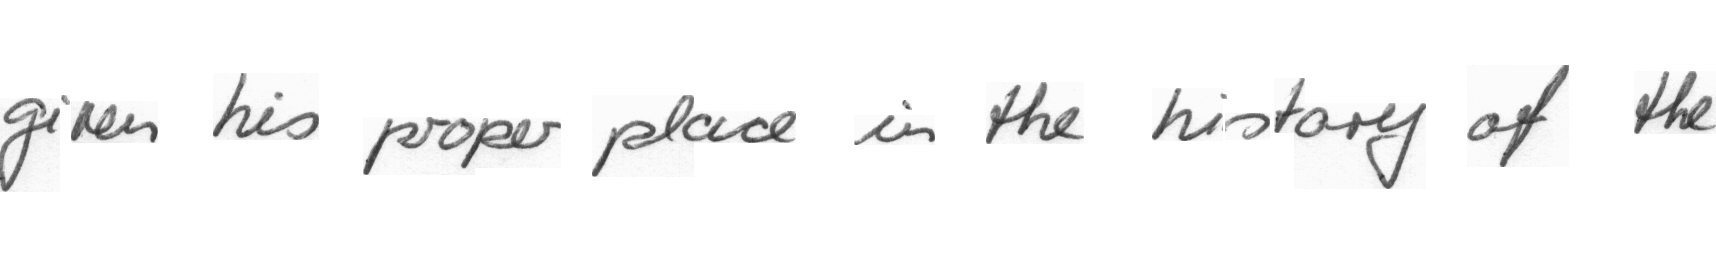 given his proper place in the history of the